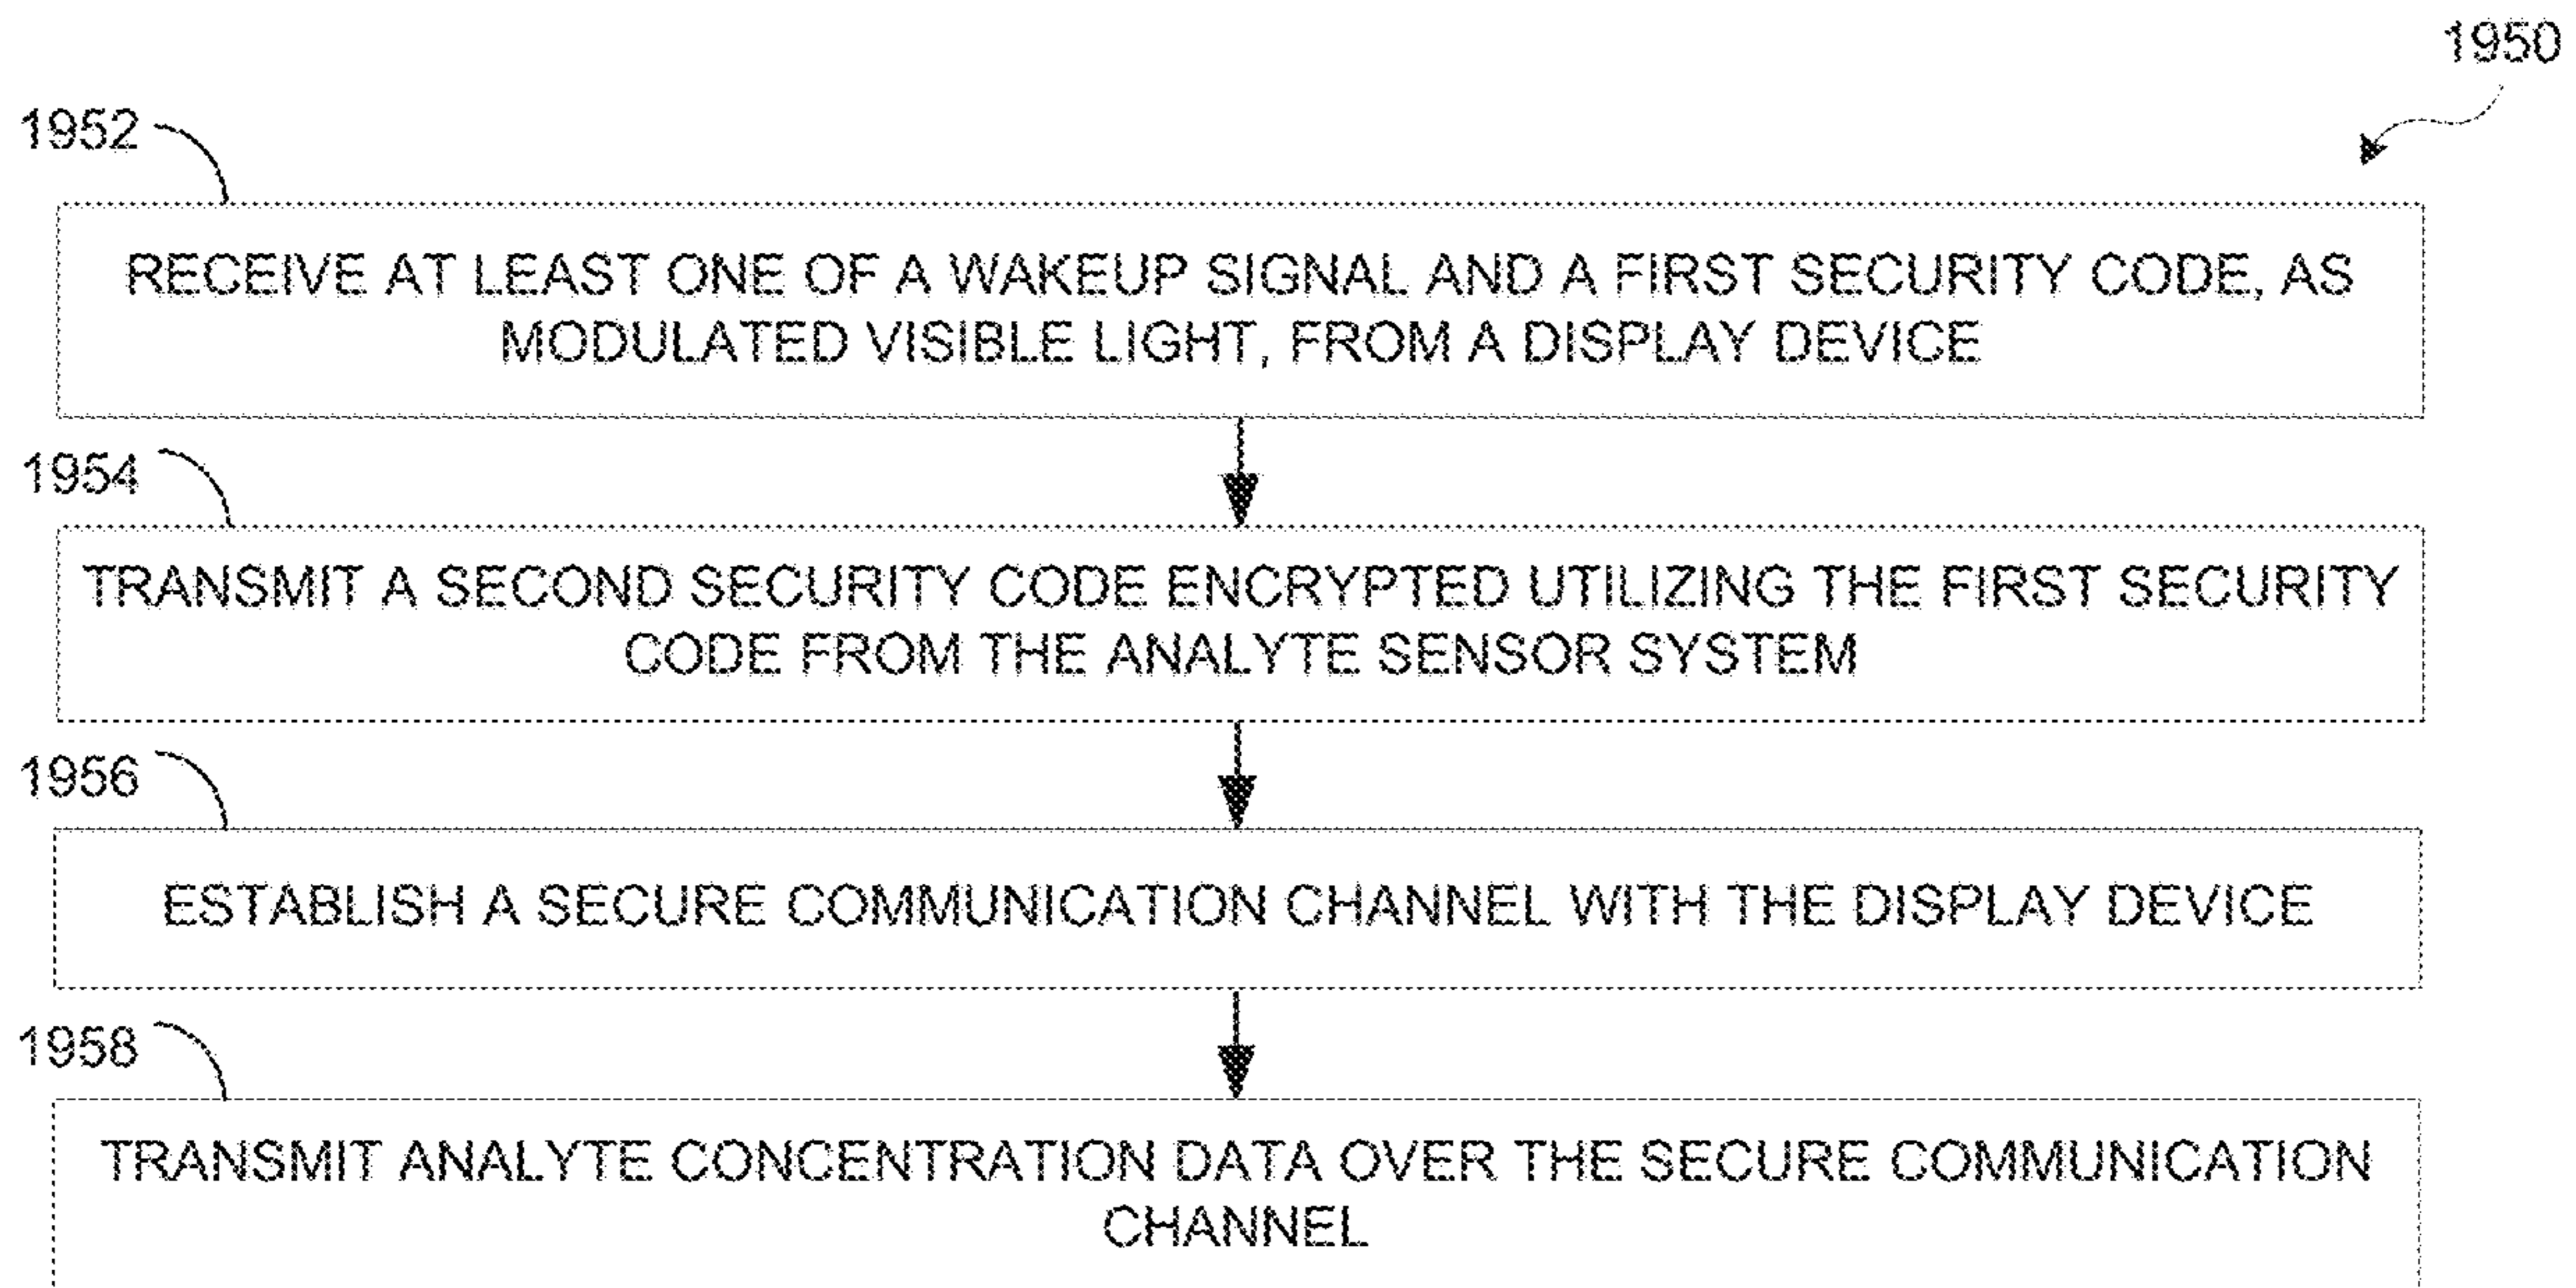 1950
1952
RECEIVE AT LEAST ONE OF A WAKEUP SIGNAL AND A FIRST SECURITY CODE, AS
MODULATED VISIBLE LIGHT, FROM A DISPLAY DEVICE
1954
TRANSMIT A SECOND SECURITY CODE ENCRYPTED UTILIZING THE FIRST SECURITY
CODE FROM THE ANALYTE SENSOR SYSTEM
1956
ESTABLISH A SECURE COMMUNICATION CHANNEL WITH THE DISPLAY DEVICE
1958
TRANSMIT ANALYTE CONCENTRATION DATA OVER THE SECURE COMMUNICATION
CHANNEL